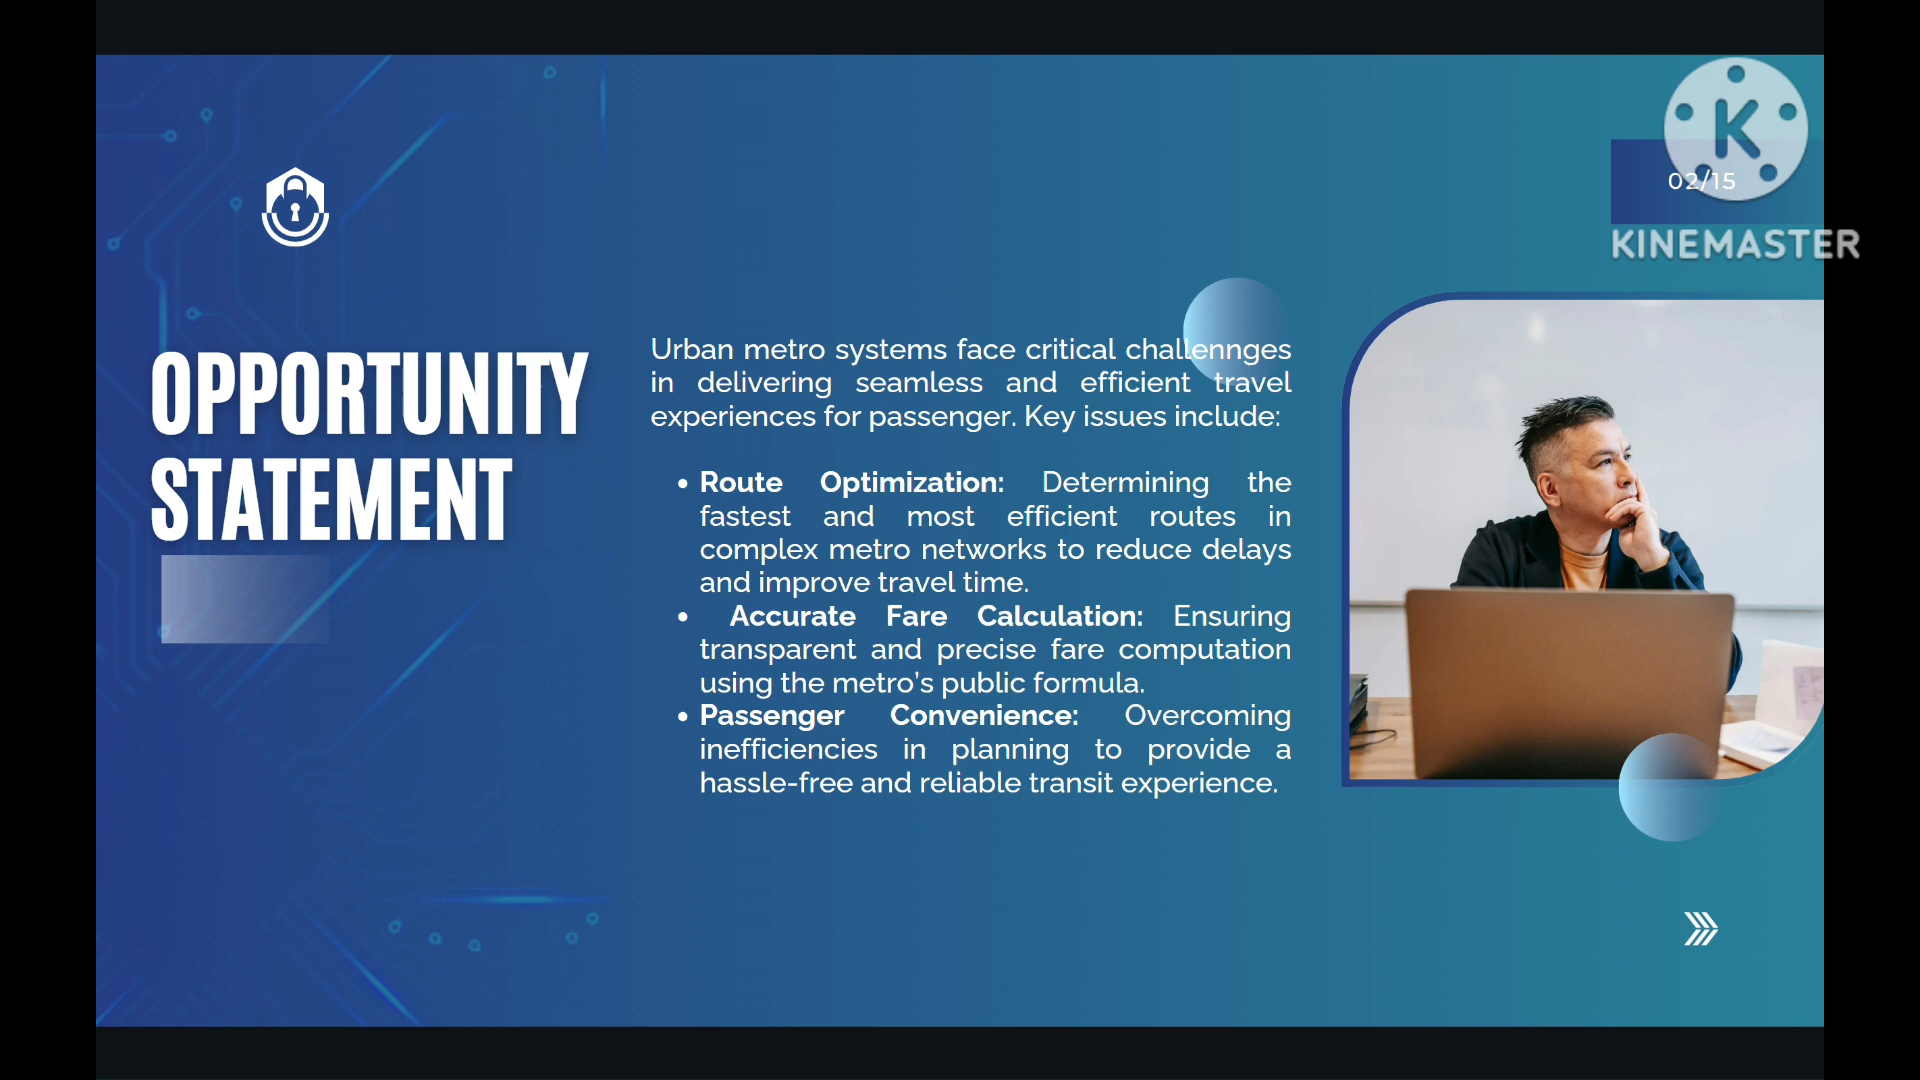 K
02/15
KINEMASTER
OPPORTUNITY
STATEMENT
Urban metro systems face critical challennges
in delivering seamless and efficient travel
experiences for passenger. Key issues include:
• Route Optimization: Determining the
fastest and most efficient routes in
complex metro networks to reduce delays
and improve travel time.
• Accurate Fare Calculation: Ensuring
transparent and precise fare computation
using the metro’s public formula.
• Passenger Convenience: Overcoming
inefficiencies in planning to provide a
hassle-free and reliable transit experience.